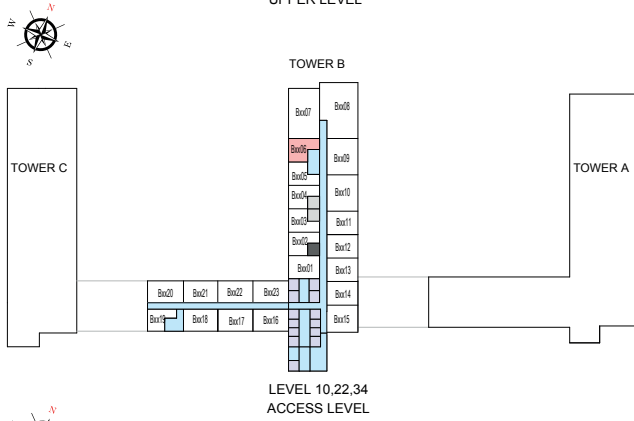 UPPER LEVEL
N
W
E
S
TOWER B
Bxx07
Bxx08
Bxx06
Bxx09
Bxx05
TOWER C
TOWER A
Bxx04
Bxx10
Bxx03
Bxx11
Bxx02
Bxx12
Bxx01
Bxx13
Bxx20
Bxx21
Bxx22
Bxx23
Bxx14
Bxx19
Bxx18
Bxx17
Bxx16
Bxx15
LEVEL 10,22,34
ACCESS LEVEL
N